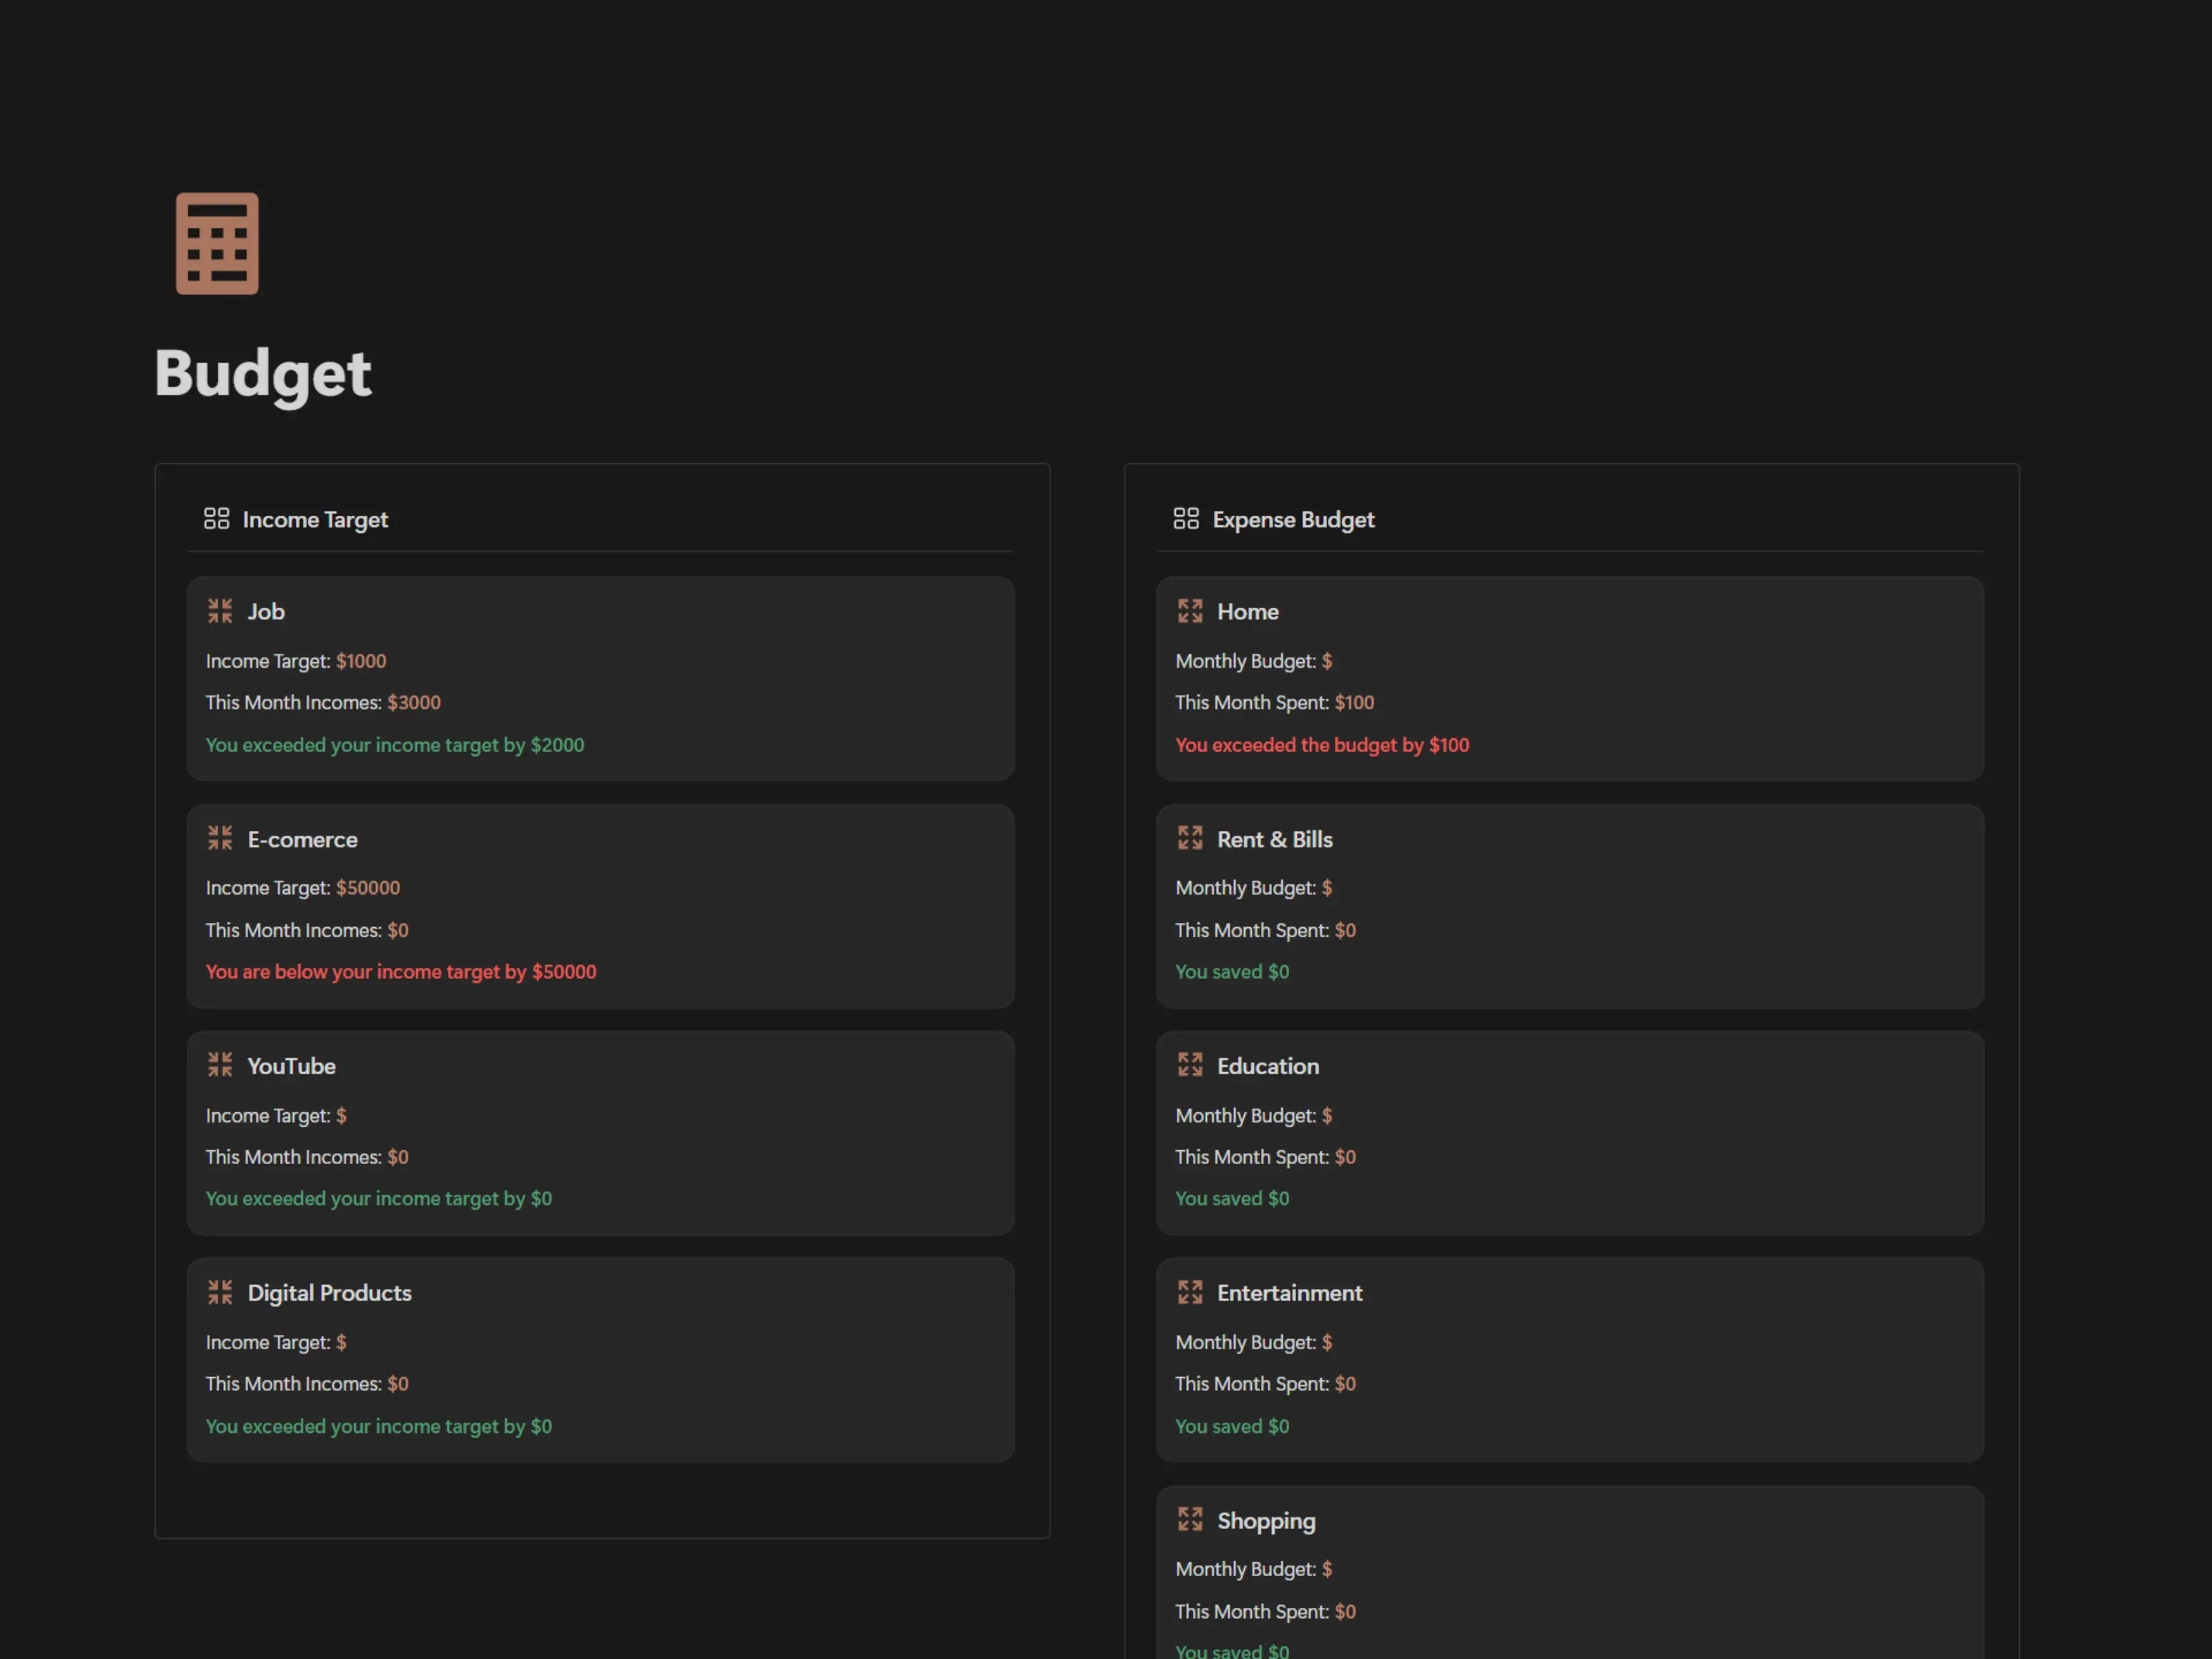 Budget
Income Target
Job
Income Target: $1000
This Month Incomes: $3000
You exceeded your income target by $2000
E-comerce
Income Target: $50000
This Month Incomes: $0
You are below your income target by $50000
YouTube
Income Target: $
This Month Incomes: $0
You exceeded your income target by $0
Digital Products
Income Target: $
This Month Incomes: $0
You exceeded your income target by $0
Expense Budget
Home
Monthly Budget: $
This Month Spent: $100
You exceeded the budget by $100
Rent & Bills
Monthly Budget: $
This Month Spent: $0
You saved $0
Education
Monthly Budget: $
This Month Spent: $0
You saved $0
Entertainment
Monthly Budget: $
This Month Spent: $0
You saved $0
Shopping
Monthly Budget: $
This Month Spent: $0
You saved $0